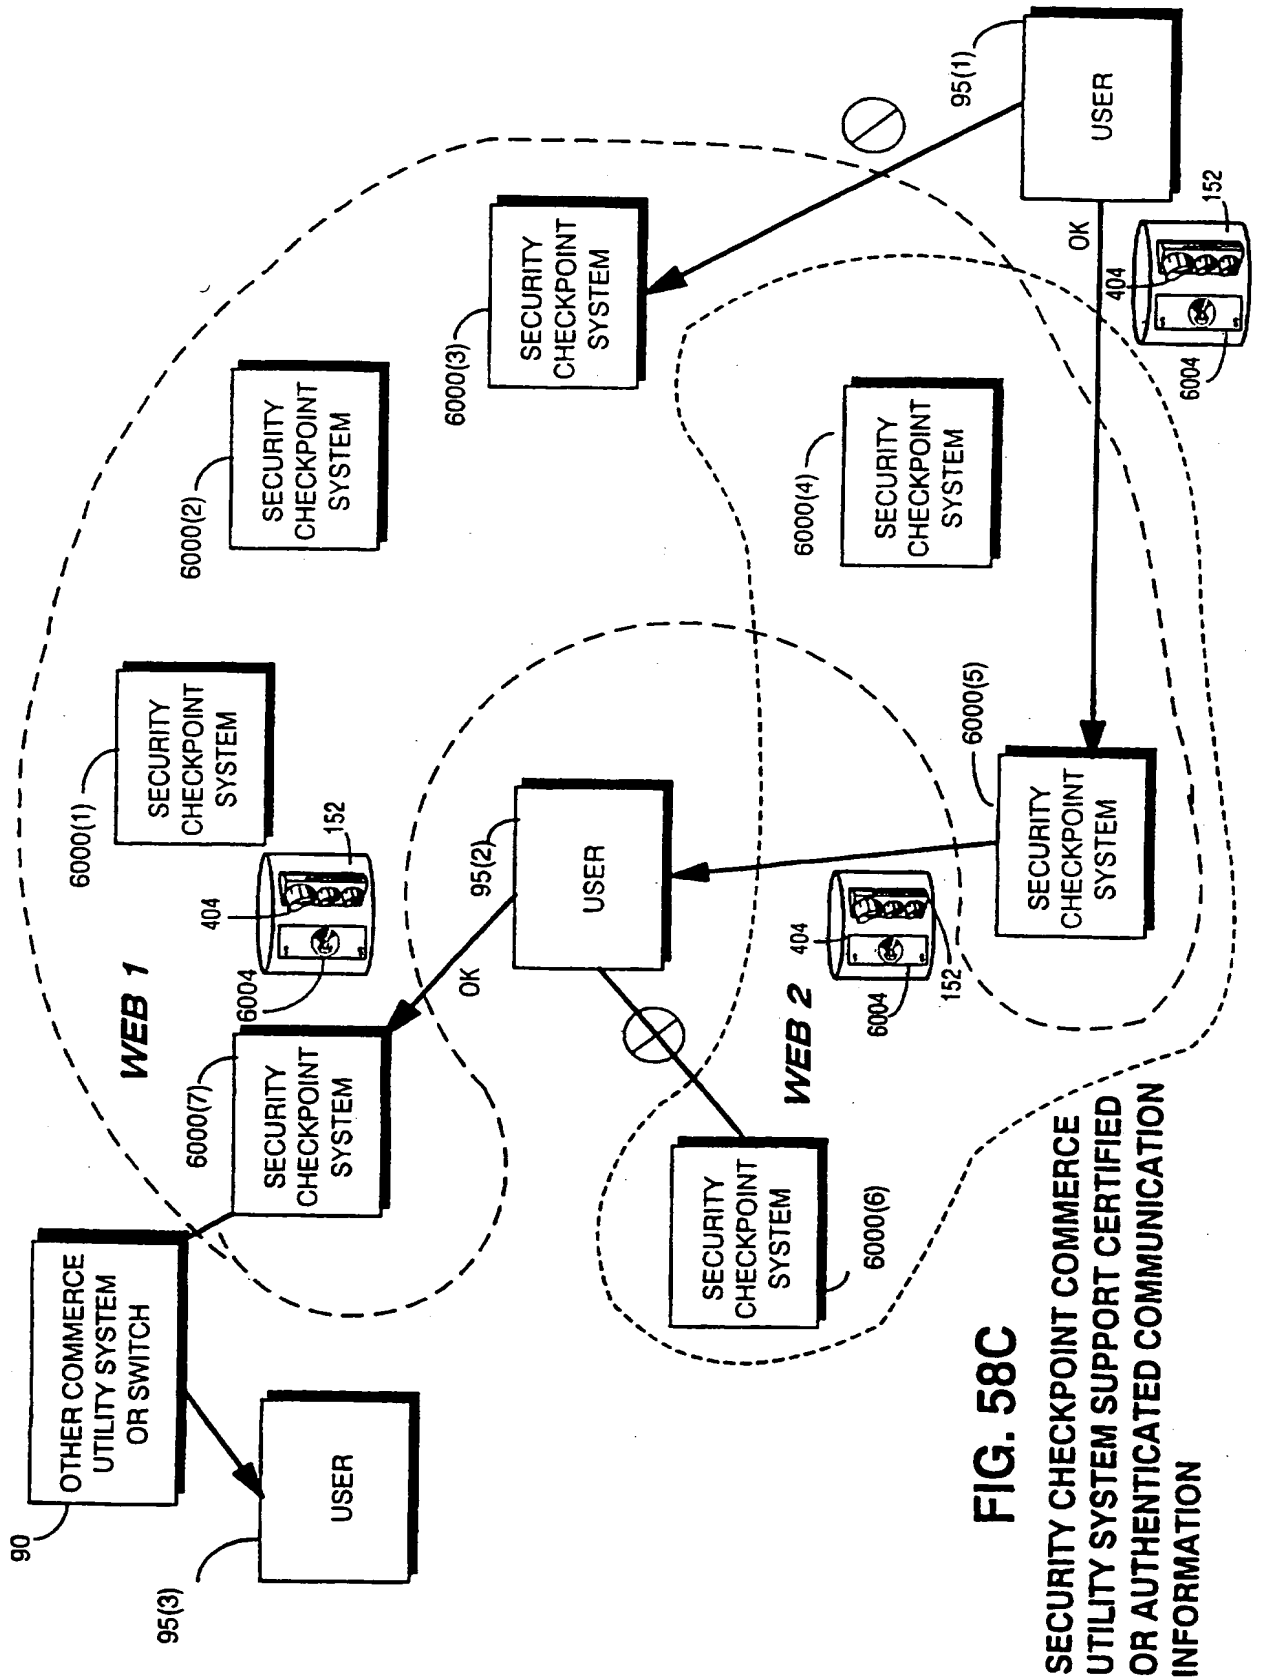 90
OTHER COMMERCE
UTILITY SYSTEM
OR SWITCH
95(3)
USER
WEB 1
6000(7)
SECURITY
CHECKPOINT
SYSTEM
6004
404
152
OK
6000(1)
SECURITY
CHECKPOINT
SYSTEM
6000(2)
SECURITY
CHECKPOINT
SYSTEM
6000(3)
SECURITY
CHECKPOINT
SYSTEM
95(2)
USER
WEB 2
6000(6)
SECURITY
CHECKPOINT
SYSTEM
404
6004
152
6000(5)
SECURITY
CHECKPOINT
SYSTEM
6000(4)
SECURITY
CHECKPOINT
SYSTEM
95(1)
USER
OK
404
152
6004
FIG. 58C
SECURITY CHECKPOINT COMMERCE
UTILITY SYSTEM SUPPORT CERTIFIED
OR AUTHENTICATED COMMUNICATION
INFORMATION